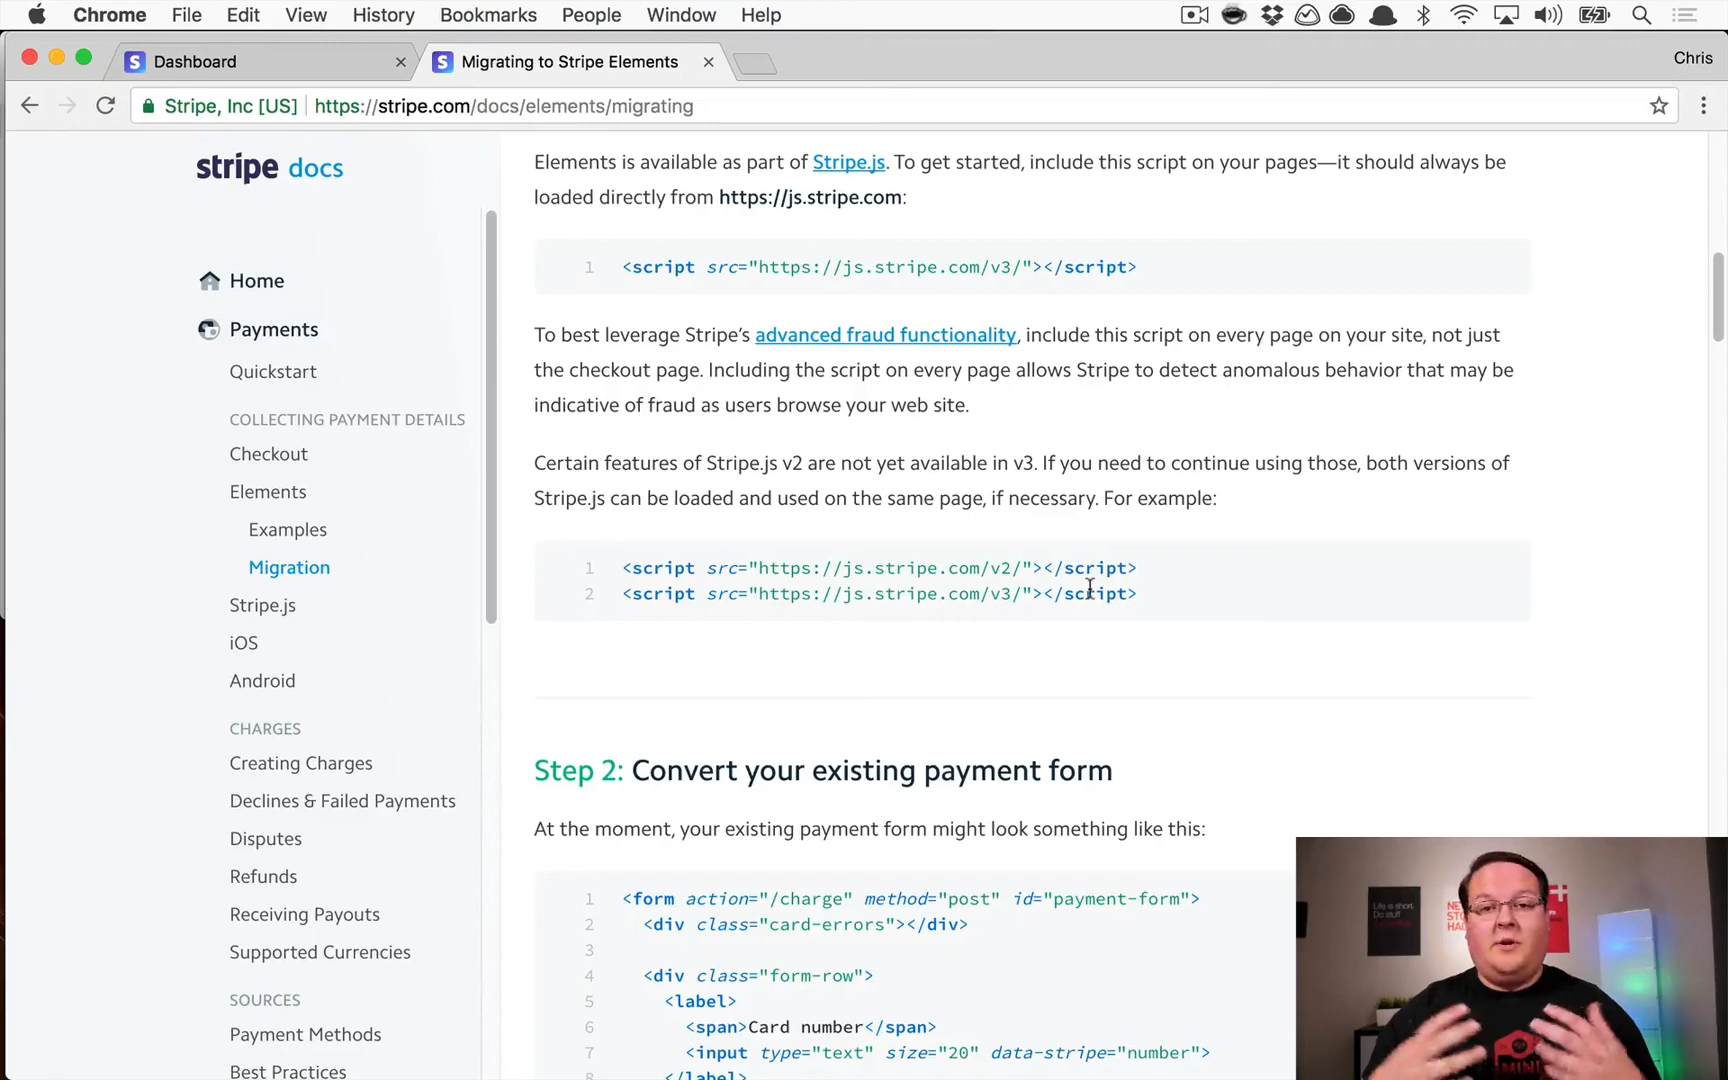 Chrome File Edit View History Bookmarks People Window Help
Dashboard
Migrating to Stripe Elements
Chris
Stripe, Inc [US] https://stripe.com/docs/elements/migrating
stripe docs
Home
Payments
Quickstart
COLLECTING PAYMENT DETAILS
Checkout
Elements
Examples
Migration
Stripe.js
iOS
Android
CHARGES
Creating Charges
Declines & Failed Payments
Disputes
Refunds
Receiving Payouts
Supported Currencies
SOURCES
Payment Methods
Best Practices
Elements is available as part of Stripe.js. To get started, include this script on your pages—it should always be
loaded directly from https://js.stripe.com:
1 <script src="https://js.stripe.com/v3/"></script>
To best leverage Stripe's advanced fraud functionality, include this script on every page on your site, not just
the checkout page. Including the script on every page allows Stripe to detect anomalous behavior that may be
indicative of fraud as users browse your web site.
Certain features of Stripe.js v2 are not yet available in v3. If you need to continue using those, both versions of
Stripe.js can be loaded and used on the same page, if necessary. For example:
1 <script src="https://js.stripe.com/v2/"></script>
2 <script src="https://js.stripe.com/v3/"></script>
Step 2: Convert your existing payment form
At the moment, your existing payment form might look something like this:
1 <form action="/charge" method="post" id="payment-form">
2 <div class="card-errors"></div>
3
4 <div class="form-row">
5 <label>
6 <span>Card number</span>
7 <input type="text" size="20" data-stripe="number">
8 </label>
Life is short.
Do stuff